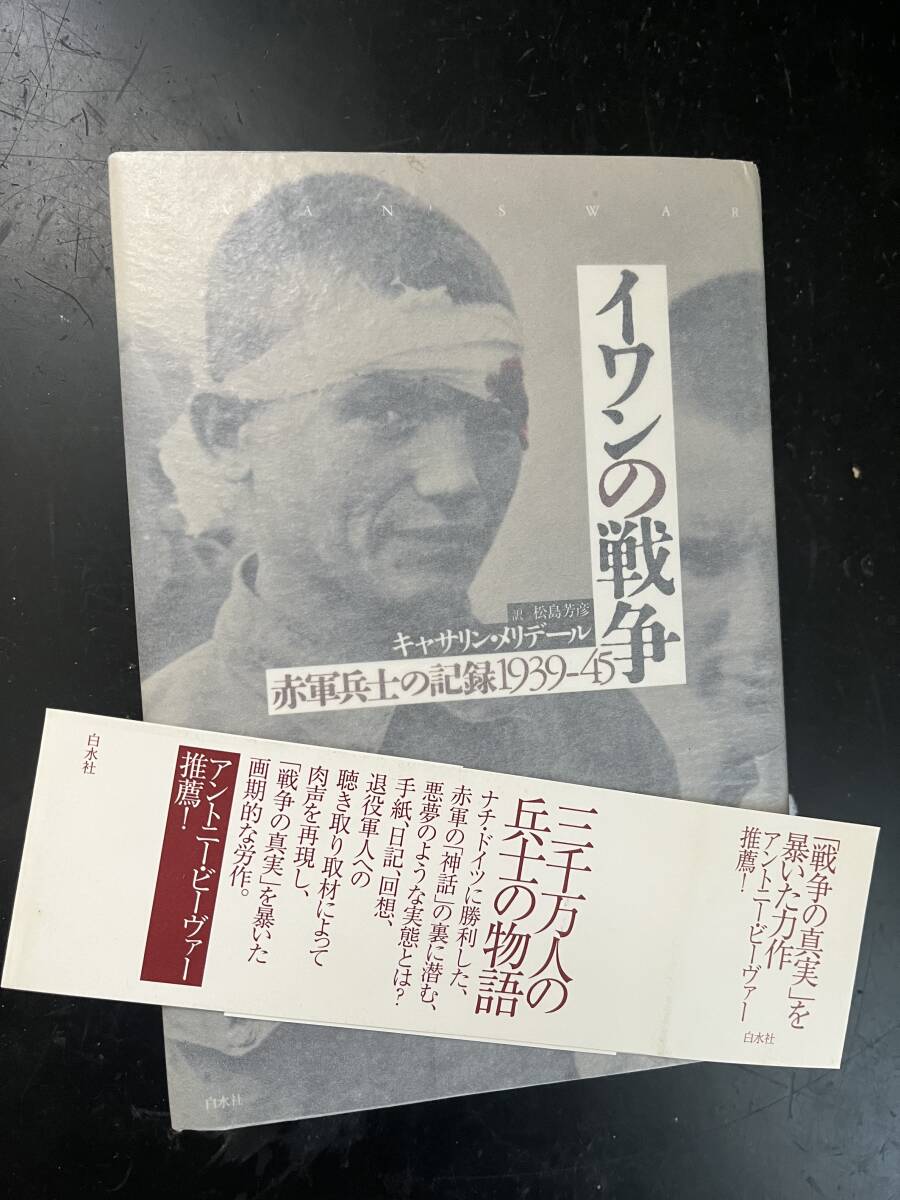 IVAN'S WAR
イワンの戦争
訳 松島芳彦
キャサリン・メリデール
赤軍兵士の記録1939-45
「戦争の真実」を
暴いた力作
アントニー・ビーヴァー
推薦!
白水社
三千万人の
兵士の物語
ナチ・ドイツに勝利した、
赤軍の「神話」の裏に潜む、
悪夢のような実態とは?
手紙、日記、回想、
退役軍人への
聴き取り取材によって
肉声を再現し、
「戦争の真実」を暴いた
画期的な労作。
アントニー・ビーヴァー
推薦!
白水社
白水社